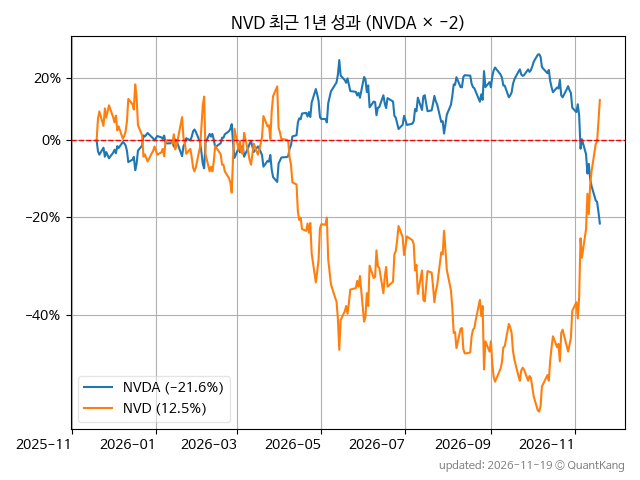 NVD 최근 1년 성과 (NVDA × −2)
20%
0%
−20%
−40%
NVDA (−21.6%)
NVD (12.5%)
2025-11
2026-01
2026-03
2026-05
2026-07
2026-09
2026-11
updated: 2026-11-19 © QuantKang